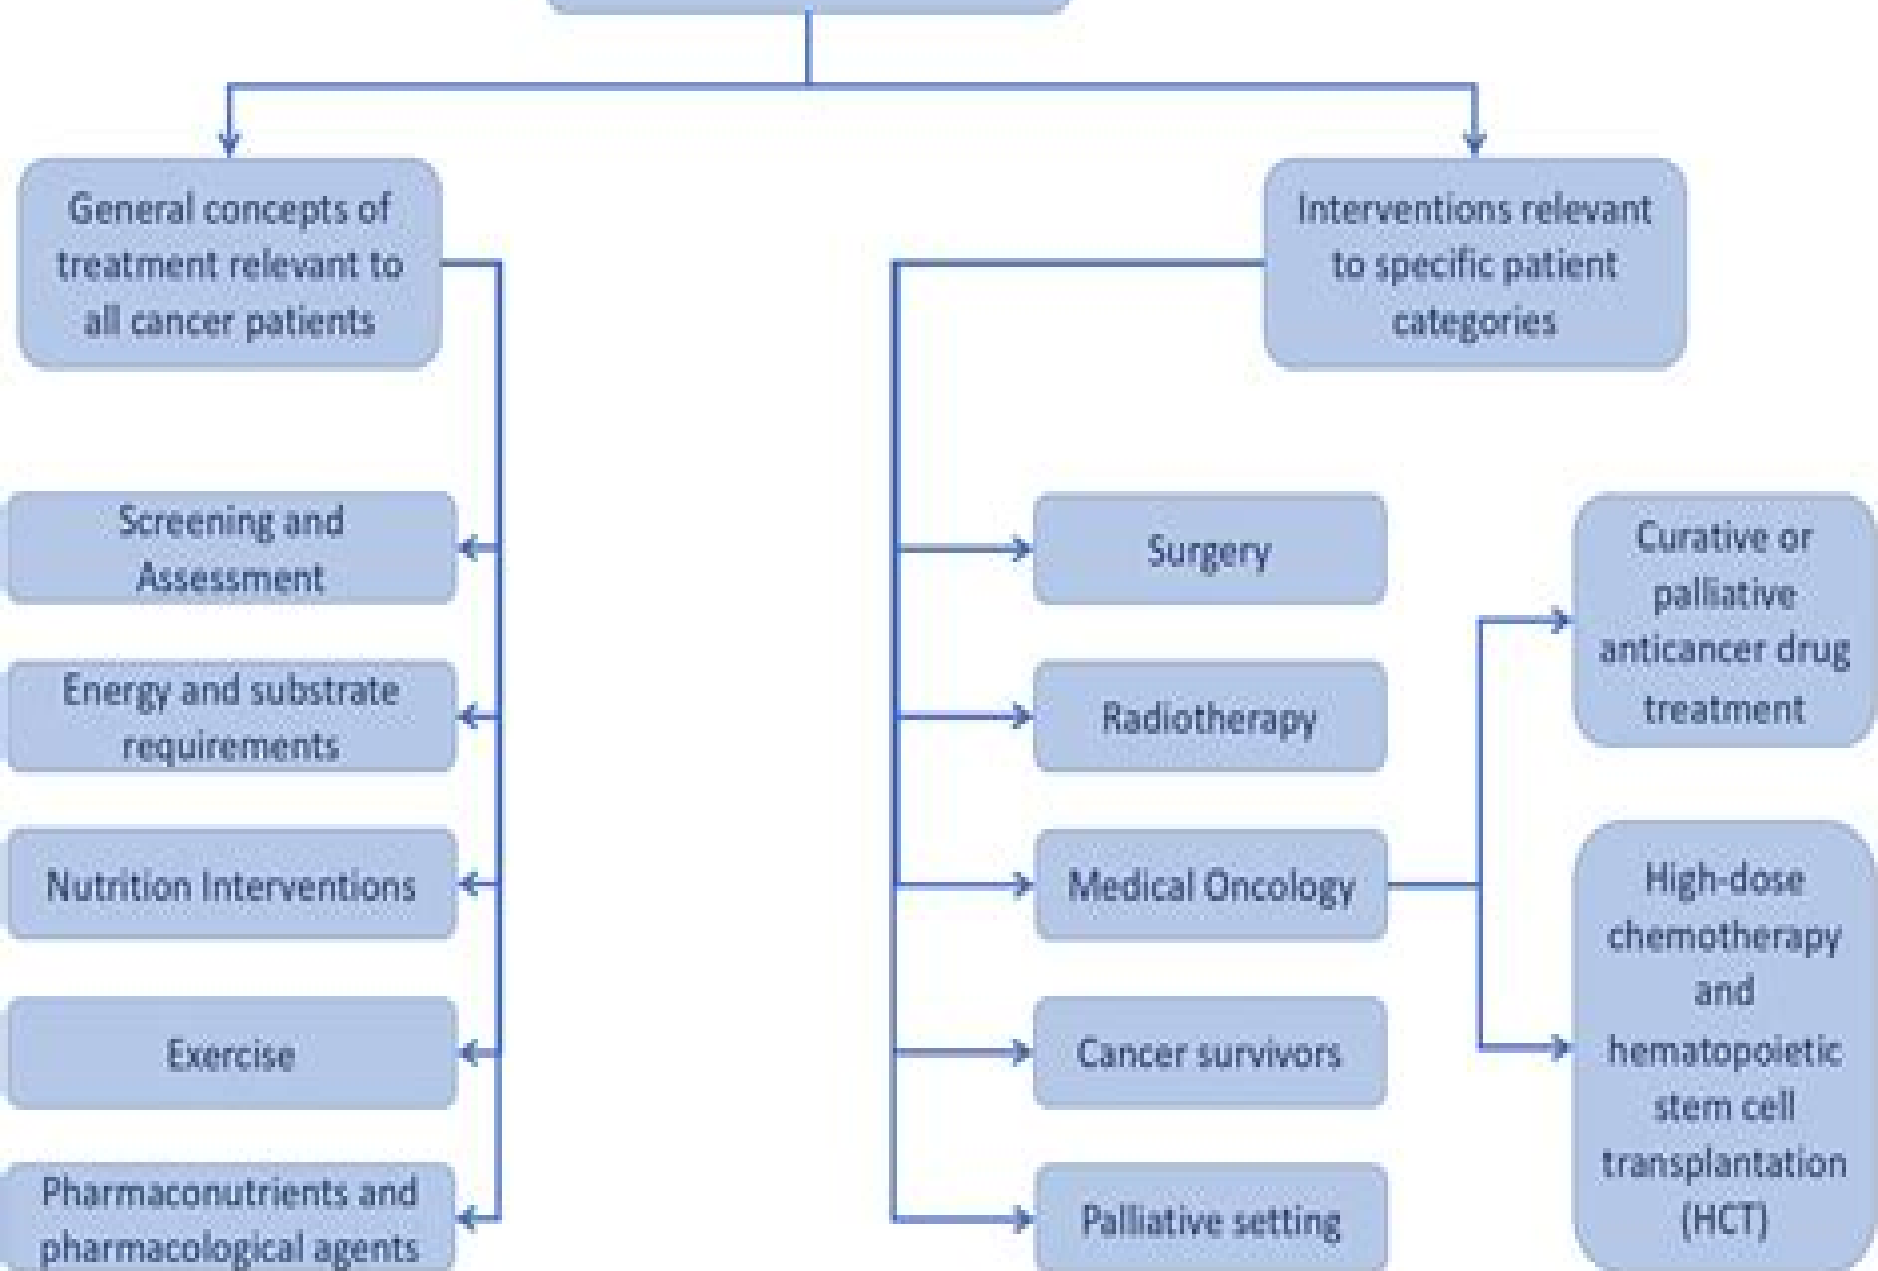 General concepts of
treatment relevant to
all cancer patients
Interventions relevant
to specific patient
categories
Screening and
Assessment
Energy and substrate
requirements
Nutrition Interventions
Exercise
Pharmaconutrients and
pharmacological agents
Surgery
Radiotherapy
Medical Oncology
Cancer survivors
Palliative setting
Curative or
palliative
anticancer drug
treatment
High-dose
chemotherapy
and
hematopoietic
stem cell
transplantation
(HCT)